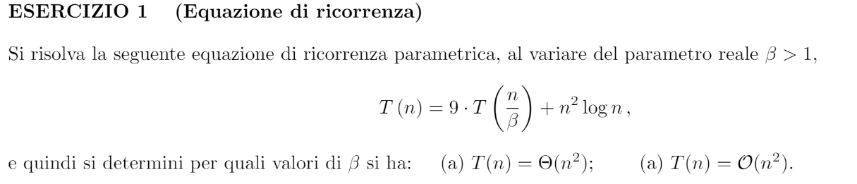 ESERCIZIO 1 (Equazione di ricorrenza)
Si risolva la seguente equazione di ricorrenza parametrica, al variare del parametro reale β > 1,
T (n) = 9 · T (n/β) + n² log n ,
e quindi si determini per quali valori di β si ha: (a) T(n) = Θ(n²); (a) T(n) = 𝒪(n²).